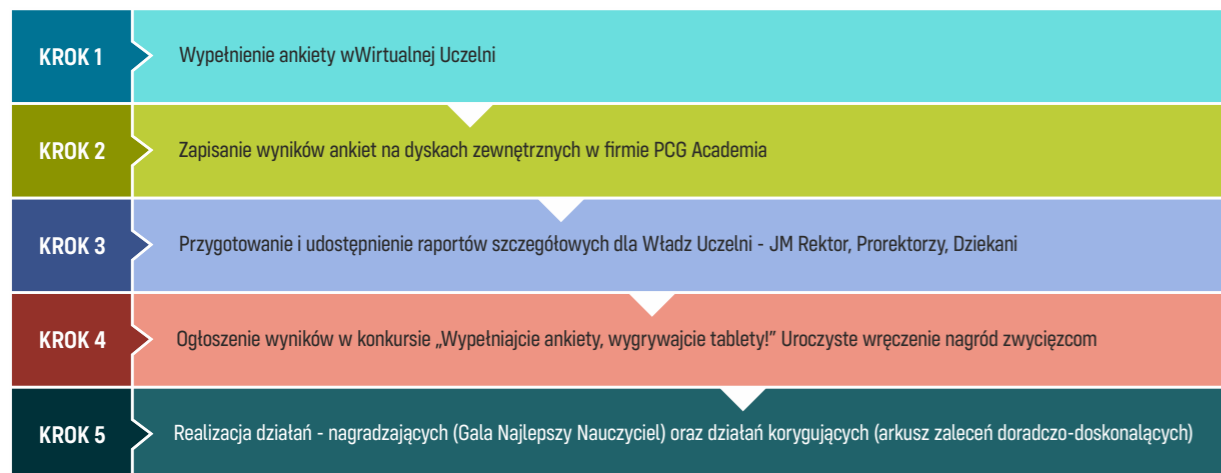 KROK 1
Wypełnienie ankiety wWirtualnej Uczelni
KROK 2
Zapisanie wyników ankiet na dyskach zewnętrznych w firmie PCG Academia
KROK 3
Przygotowanie i udostępnienie raportów szczegółowych dla Władz Uczelni - JM Rektor, Prorektorzy, Dziekani
KROK 4
Ogłoszenie wyników w konkursie „Wypełniajcie ankiety, wygrywajcie tablety!” Uroczyste wręczenie nagród zwycięzcom
KROK 5
Realizacja działań - nagradzających (Gala Najlepszy Nauczyciel) oraz działań korygujących (arkusz zaleceń doradczo-doskonalących)